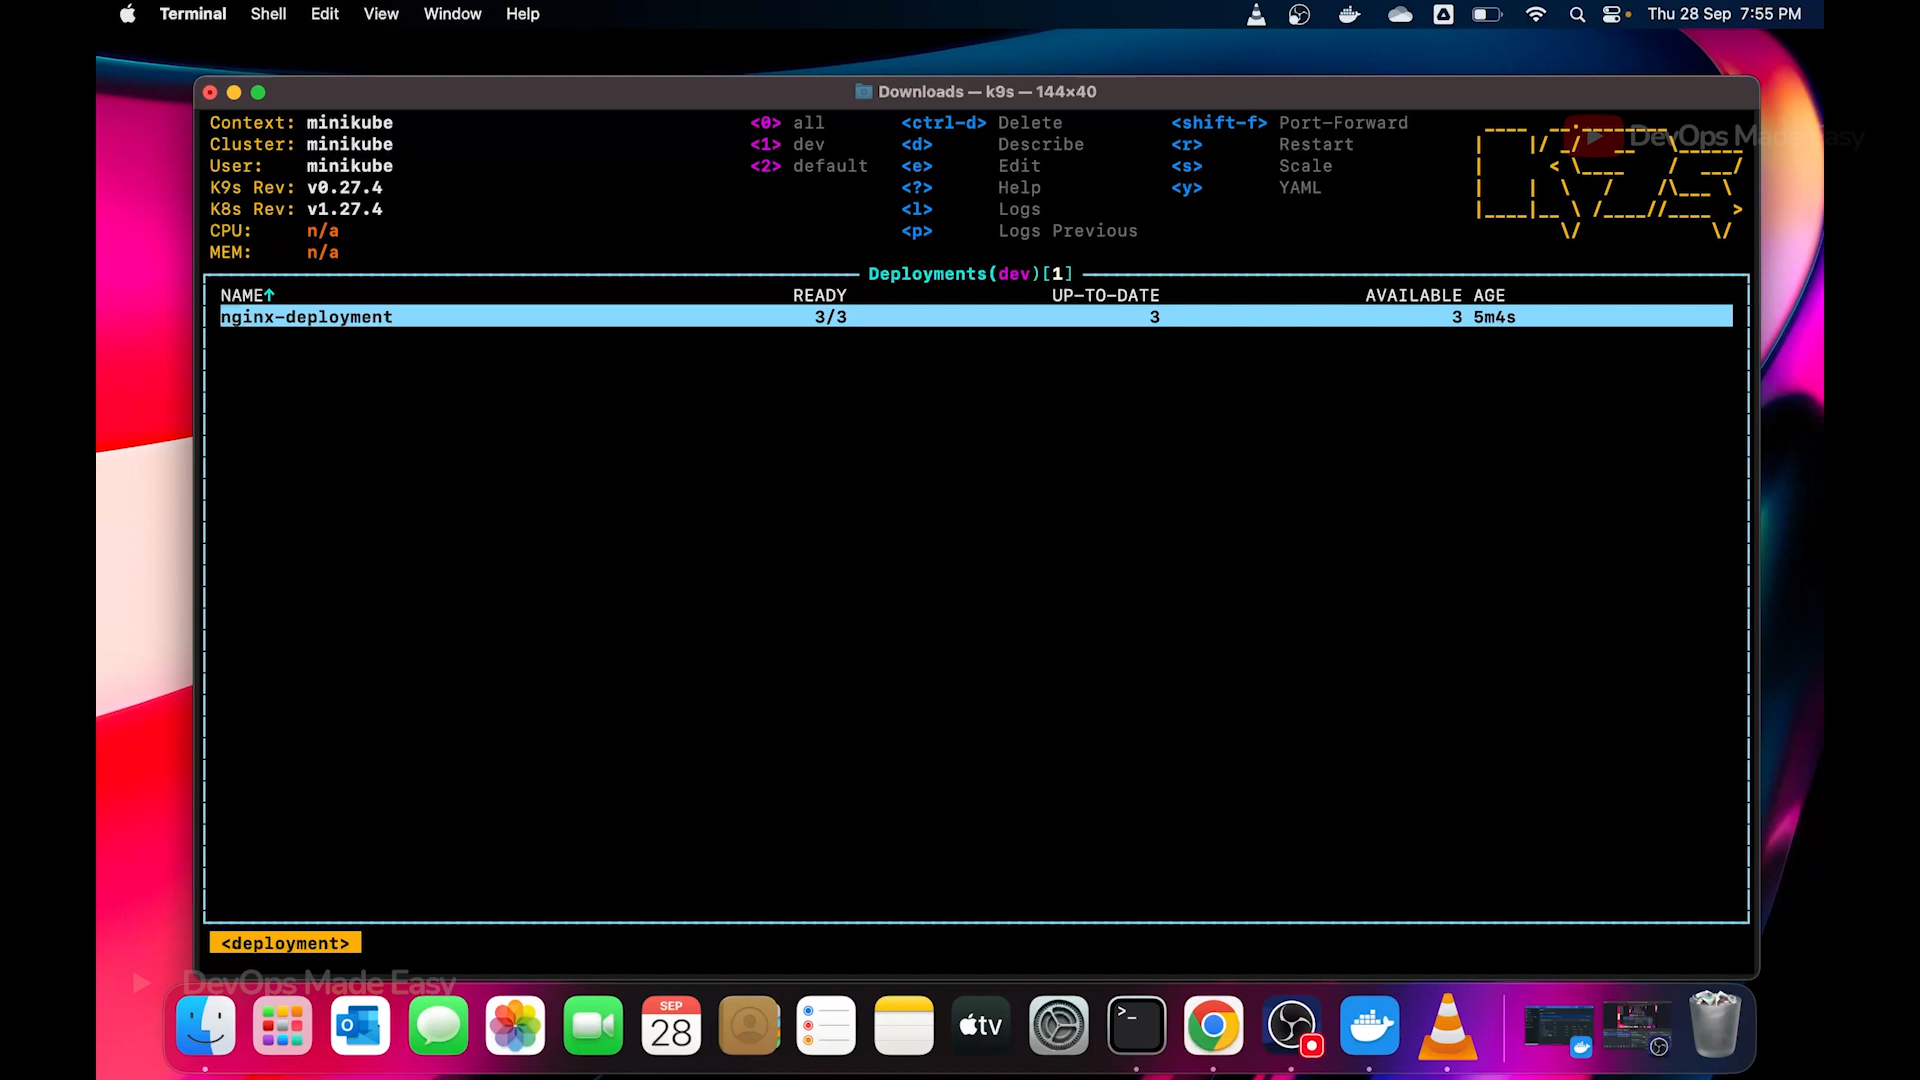 Terminal Shell Edit View Window Help Thu 28 Sep 7:55 PM
Downloads — k9s — 144×40
Context: minikube <0> all <ctrl-d> Delete <shift-f> Port-Forward
Cluster: minikube <1> dev <d> Describe <r> Restart
User: minikube <2> default <e> Edit <s> Scale
K9s Rev: v0.27.4 <?> Help <y> YAML
K8s Rev: v1.27.4 <l> Logs
CPU: n/a <p> Logs Previous
MEM: n/a
DevOps Made Easy
Deployments(dev)[1]
NAME↑ READY UP-TO-DATE AVAILABLE AGE
nginx-deployment 3/3 3 3 5m4s
<deployment>
DevOps Made Easy
SEP
28
tv